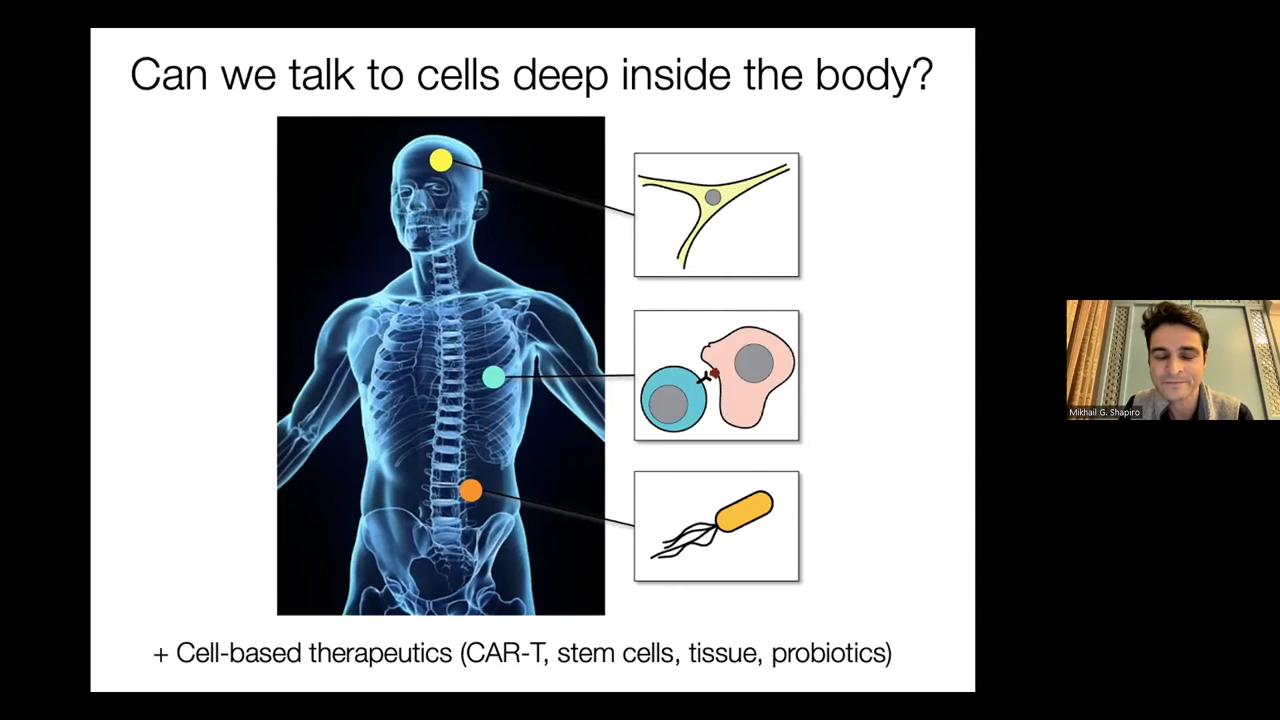 Can we talk to cells deep inside the body?
Mikhail G. Shapiro
+ Cell-based therapeutics (CAR-T, stem cells, tissue, probiotics)